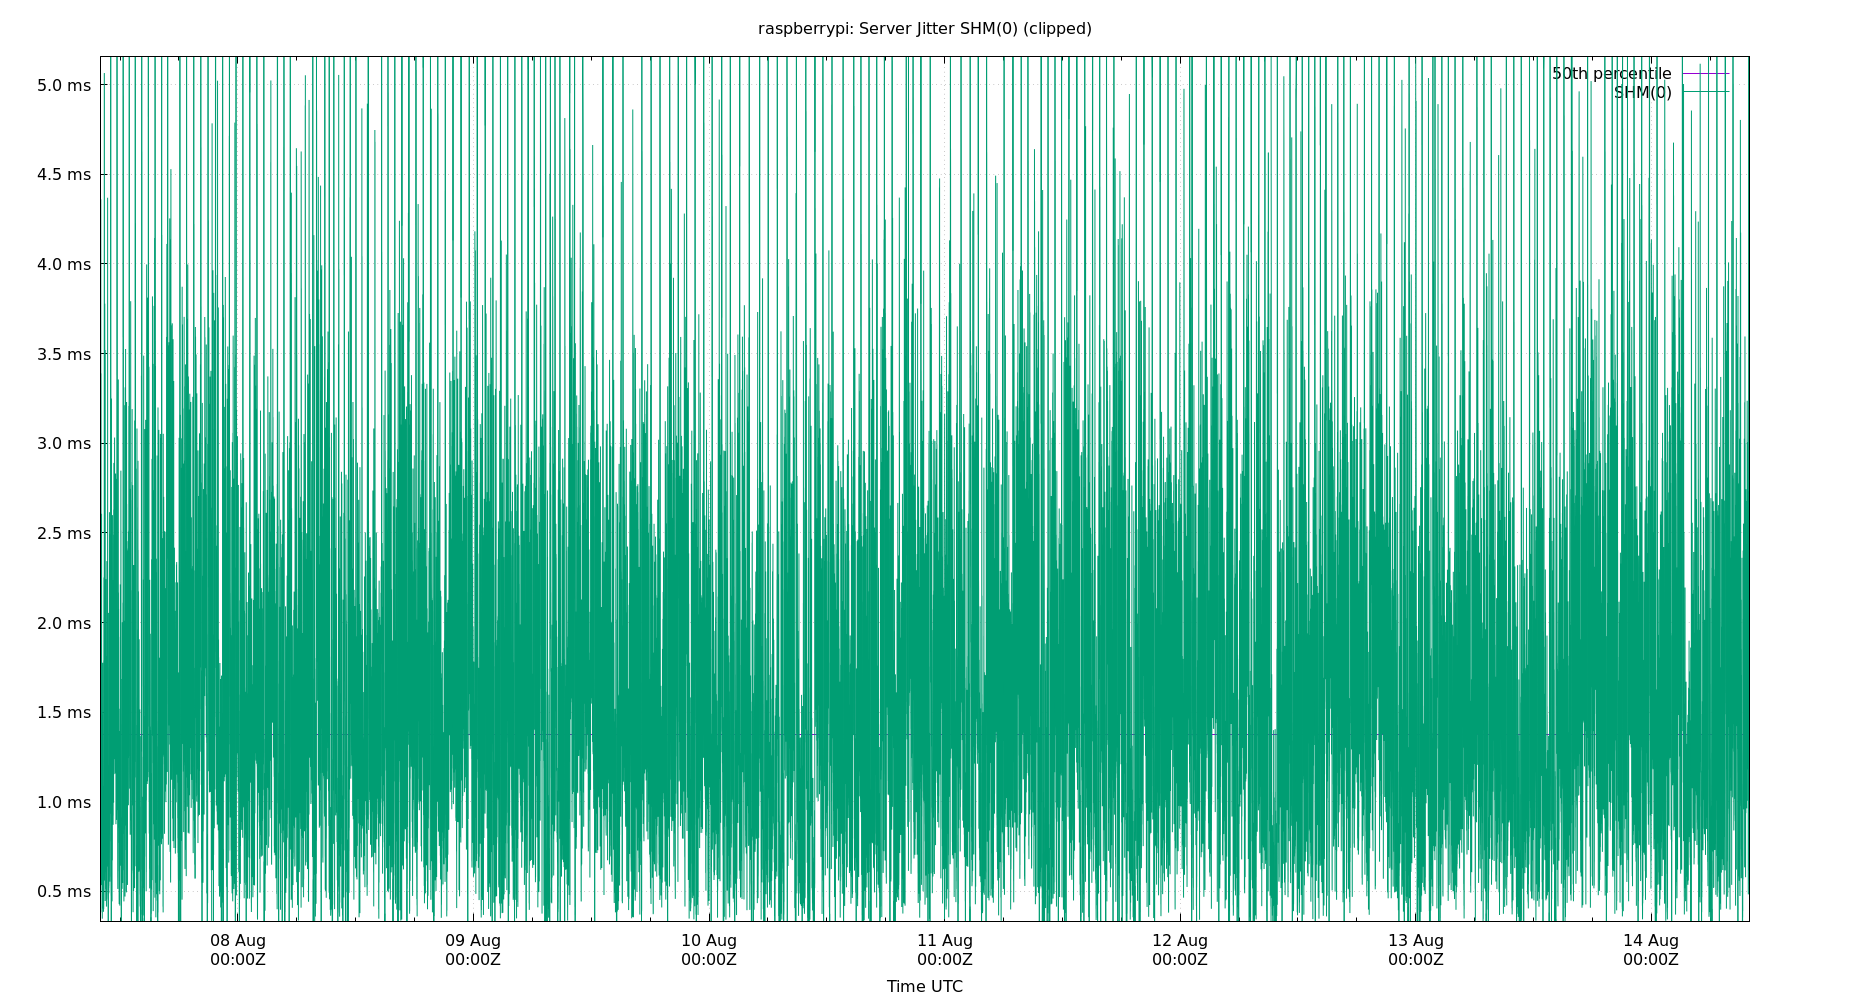 raspberrypi: Server Jitter SHM(0) (clipped)
50th percentile
SHM(0)
5.0 ms
4.5 ms
4.0 ms
3.5 ms
3.0 ms
2.5 ms
2.0 ms
1.5 ms
1.0 ms
0.5 ms
08 Aug 09 Aug 10 Aug 11 Aug 12 Aug 13 Aug 14 Aug
00:00Z 00:00Z 00:00Z 00:00Z 00:00Z 00:00Z 00:00Z
Time UTC